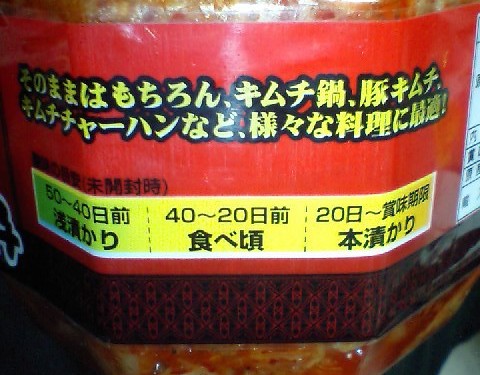 そのままはもちろん、キムチ鍋、豚キムチ、
キムチチャーハンなど、様々な料理に最適!
(未開封時)
50～40日前 40～20日前 20日～賞味期限
浅漬かり 食べ頃 本漬かり